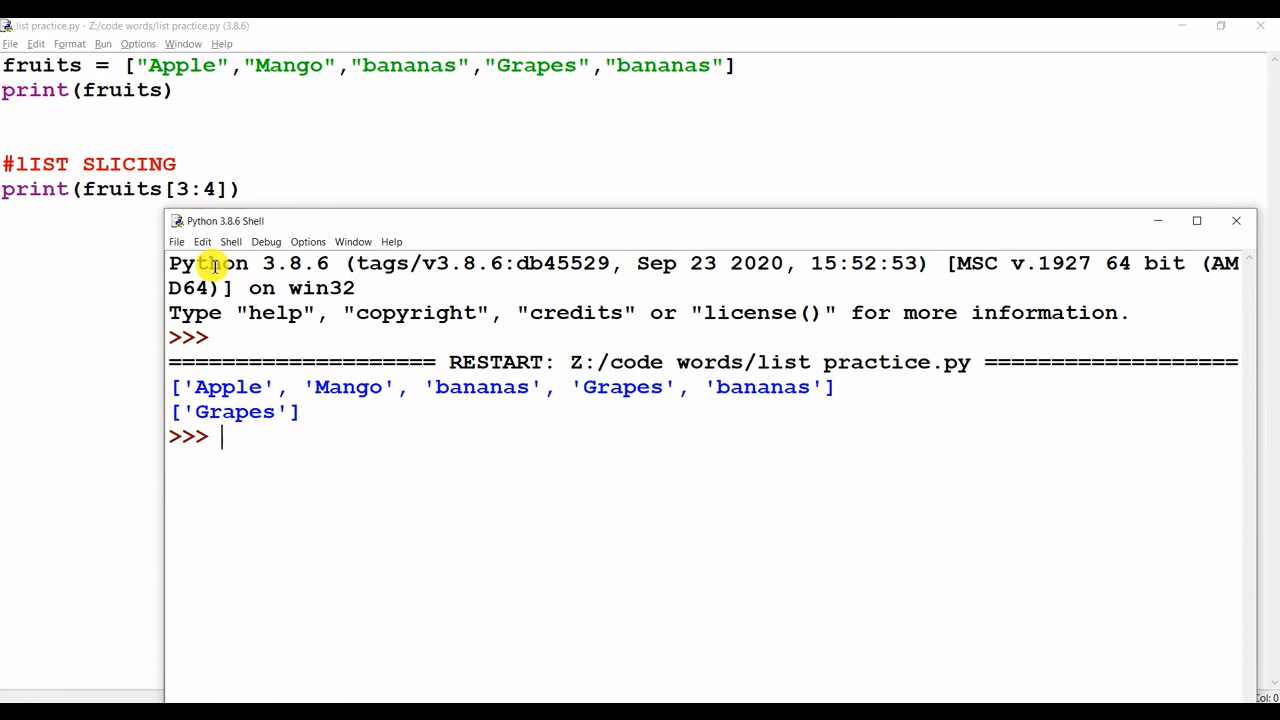 list practice.py - Z:/code words/list practice.py (3.8.6)
File Edit Format Run Options Window Help
fruits = ["Apple","Mango","bananas","Grapes","bananas"]
print(fruits)
#lIST SLICING
print(fruits[3:4])
Python 3.8.6 Shell
File Edit Shell Debug Options Window Help
Python 3.8.6 (tags/v3.8.6:db45529, Sep 23 2020, 15:52:53) [MSC v.1927 64 bit (AM
D64)] on win32
Type "help", "copyright", "credits" or "license()" for more information.
>>>
==================== RESTART: Z:/code words/list practice.py ===================
['Apple', 'Mango', 'bananas', 'Grapes', 'bananas']
['Grapes']
>>>
Col: 0